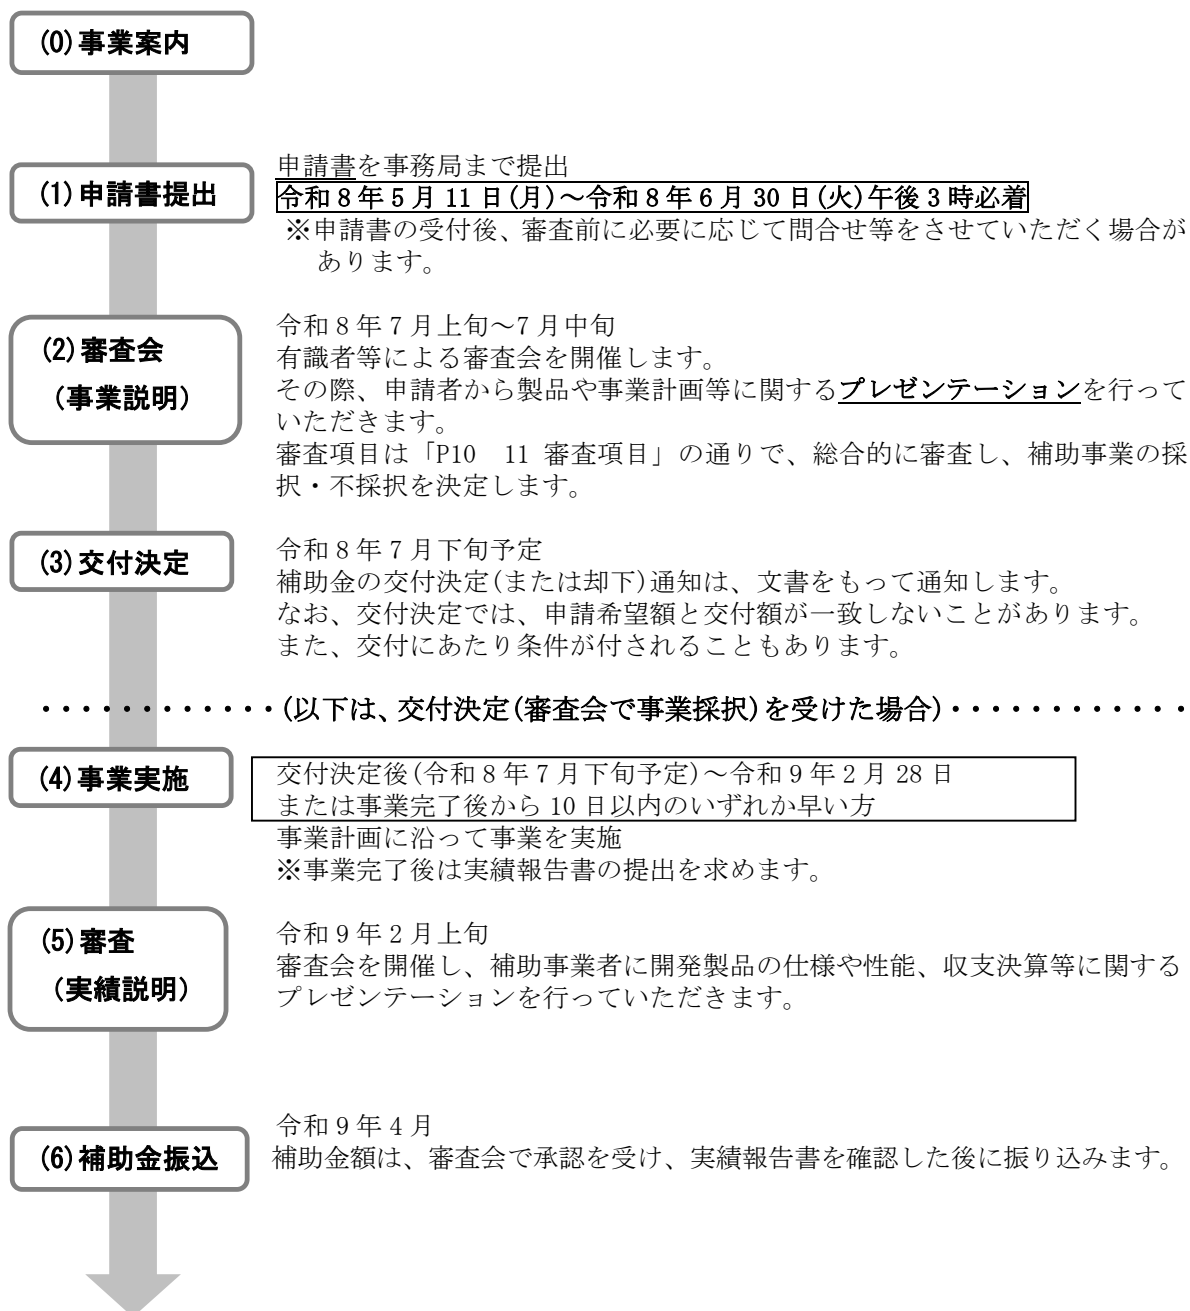 (0)事業案内
(1)申請書提出
申請書を事務局まで提出
令和8年5月11日(月)～令和8年6月30日(火)午後3時必着
※申請書の受付後、審査前に必要に応じて問合せ等をさせていただく場合が
あります。
(2)審査会
(事業説明)
令和8年7月上旬～7月中旬
有識者等による審査会を開催します。
その際、申請者から製品や事業計画等に関するプレゼンテーションを行って
いただきます。
審査項目は「P10　11 審査項目」の通りで、総合的に審査し、補助事業の採
択・不採択を決定します。
(3)交付決定
令和8年7月下旬予定
補助金の交付決定(または却下)通知は、文書をもって通知します。
なお、交付決定では、申請希望額と交付額が一致しないことがあります。
また、交付にあたり条件が付されることもあります。
・・・・・・・・・・・・(以下は、交付決定(審査会で事業採択)を受けた場合)・・・・・・・・・・・・
(4)事業実施
交付決定後(令和8年7月下旬予定)～令和9年2月28日
または事業完了後から10日以内のいずれか早い方
事業計画に沿って事業を実施
※事業完了後は実績報告書の提出を求めます。
(5)審査
(実績説明)
令和9年2月上旬
審査会を開催し、補助事業者に開発製品の仕様や性能、収支決算等に関する
プレゼンテーションを行っていただきます。
(6)補助金振込
令和9年4月
補助金額は、審査会で承認を受け、実績報告書を確認した後に振り込みます。